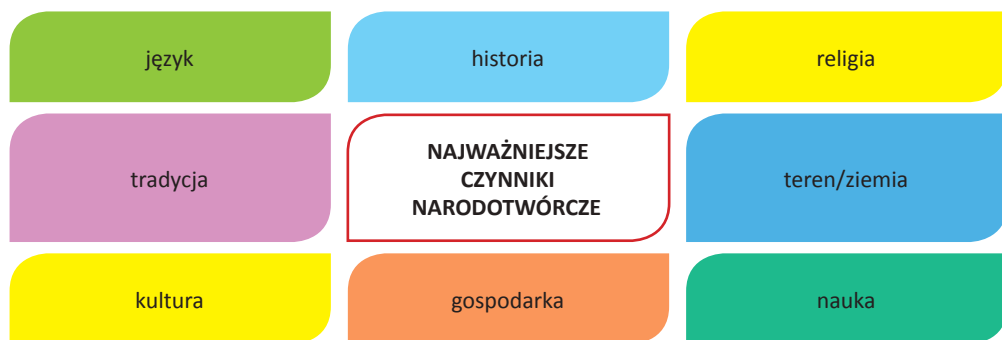 język
historia
religia
tradycja
NAJWAŻNIEJSZE
CZYNNIKI
NARODOTWÓRCZE
teren/ziemia
kultura
gospodarka
nauka